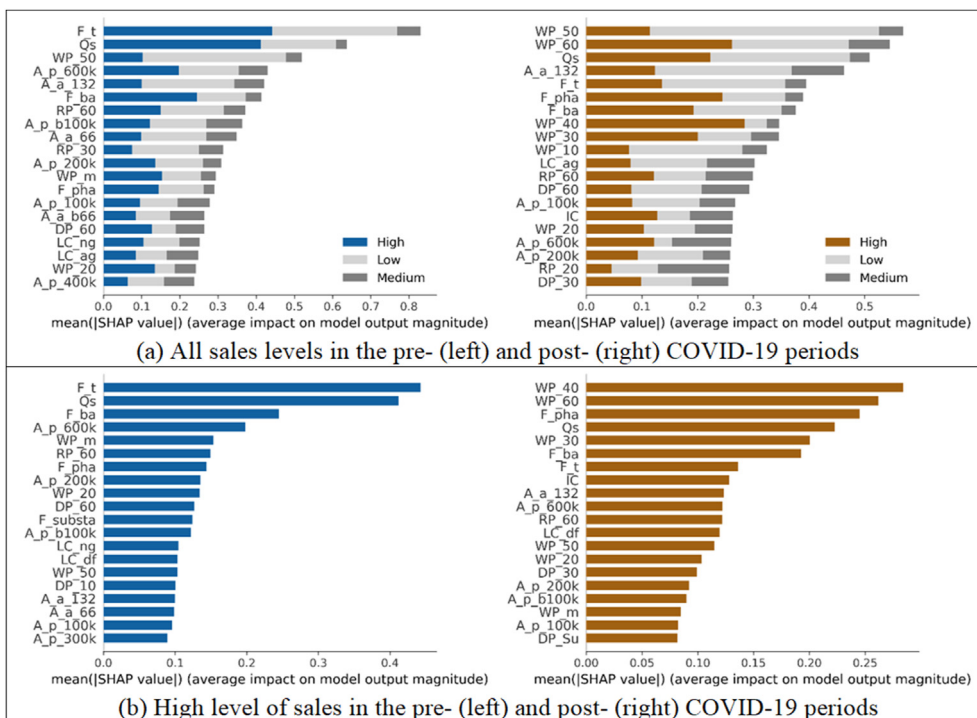 F_t
Qs
WP_50
A_p_600k
A_a_132
F_ba
RP_60
A_p_b100k
A_a_66
RP_30
A_p_200k
WP_m
F_pha
A_p_100k
A_a_b66
DP_60
LC_ng
LC_ag
WP_20
A_p_400k
High
Low
Medium
0.0 0.1 0.2 0.3 0.4 0.5 0.6 0.7 0.8
mean(|SHAP value|) (average impact on model output magnitude)
WP_50
WP_60
Qs
A_a_132
F_t
F_pha
F_ba
WP_40
WP_30
WP_10
LC_ag
RP_60
DP_60
A_p_100k
IC
WP_20
A_p_600k
A_p_200k
RP_20
DP_30
High
Low
Medium
0.0 0.1 0.2 0.3 0.4 0.5
mean(|SHAP value|) (average impact on model output magnitude)
(a) All sales levels in the pre- (left) and post- (right) COVID-19 periods
F_t
Qs
F_ba
A_p_600k
WP_m
RP_60
F_pha
A_p_200k
WP_20
DP_60
F_substa
A_p_b100k
LC_ng
LC_df
WP_50
DP_10
A_a_132
A_a_66
A_p_100k
A_p_300k
0.0 0.1 0.2 0.3 0.4
mean(|SHAP value|) (average impact on model output magnitude)
WP_40
WP_60
F_pha
Qs
WP_30
F_ba
F_t
IC
A_a_132
A_p_600k
RP_60
LC_df
WP_50
WP_20
DP_30
A_p_200k
A_p_b100k
WP_m
A_p_100k
DP_Su
0.00 0.05 0.10 0.15 0.20 0.25
mean(|SHAP value|) (average impact on model output magnitude)
(b) High level of sales in the pre- (left) and post- (right) COVID-19 periods